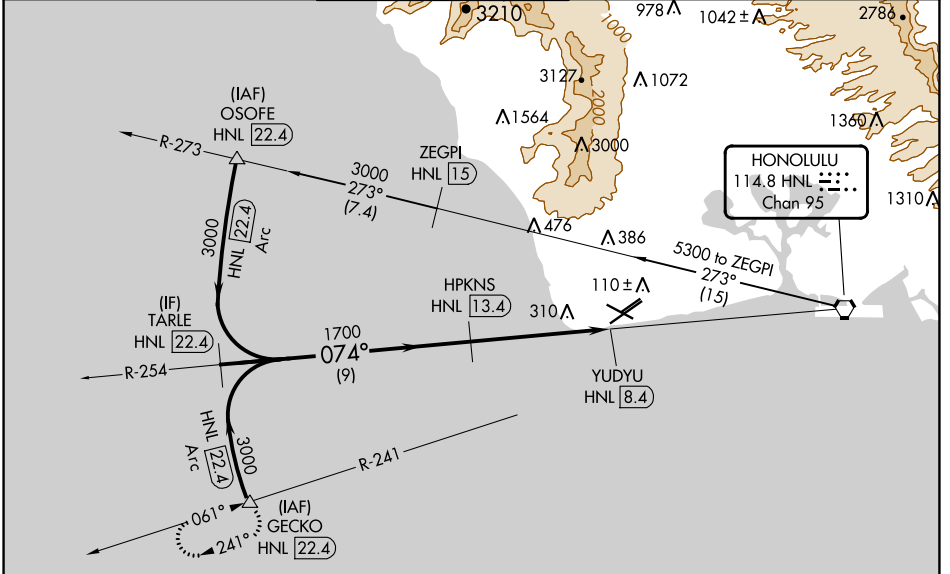 3210
978
1042 ±
2786
3127
1072
1000
2000
1564
3000
1360
1310
(IAF)
OSOFE
HNL 22.4
R-273
ZEGPI
HNL 15
3000
273°
(7.4)
HONOLULU
114.8 HNL
Chan 95
476
386
5300 to ZEGPI
273°
(15)
3000
HNL 22.4
Arc
(IF)
TARLE
HNL 22.4
HPKNS
HNL 13.4
310
110 ±
1700
074°
(9)
R-254
YUDYU
HNL 8.4
HNL 22.4
Arc
3000
R-241
061°
241°
(IAF)
GECKO
HNL 22.4